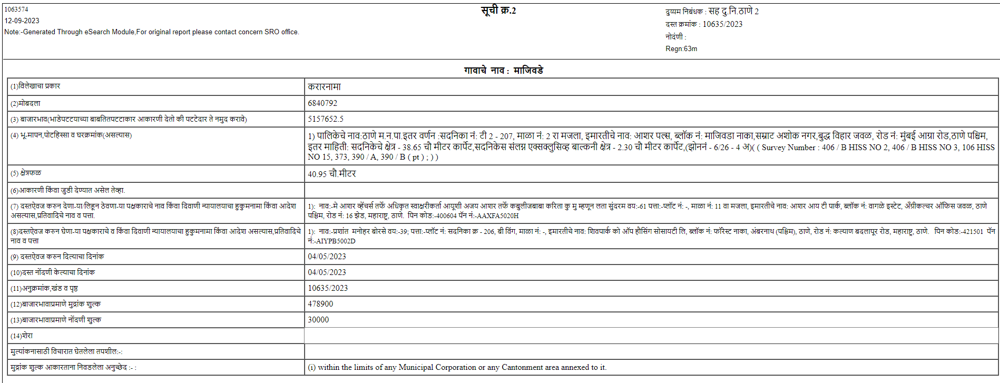 1063574
12-09-2023
Note:-Generated Through eSearch Module,For original report please contact concern SRO office.
सूची क्र.2
दुय्यम निबंधक : सह दु.नि.ठाणे 2
दस्त क्रमांक : 10635/2023
नोदंणी :
Regn:63m
गावाचे नाव : माजिवडे
(1)विलेखाचा प्रकार
करारनामा
(2)मोबदला
6840792
(3) बाजारभाव(भाडेपटटयाच्या बाबतितपटटाकार आकारणी देतो की पटटेदार ते नमुद करावे)
5157652.5
(4) भू-मापन,पोटहिस्सा व घरक्रमांक(असल्यास)
1) पालिकेचे नाव:ठाणे म.न.पा.इतर वर्णन :सदनिका नं: टी 2 - 207, माळा नं: 2 रा मजला, इमारतीचे नाव: आशर पल्स, ब्लॉक नं: माजिवडा नाका,सम्राट अशोक नगर,बुद्ध विहार जवळ, रोड नं: मुंबई आग्रा रोड,ठाणे पश्चिम,
इतर माहिती: सदनिकेचे क्षेत्र - 38.65 चौ मीटर कार्पेट,सदनिकेस संलग्न एक्सक्लुसिव्ह बाल्कनी क्षेत्र - 2.30 चौ मीटर कार्पेट,(झोननं - 6/26 - 4 अ)( ( Survey Number : 406 / B HISS NO 2, 406 / B HISS NO 3, 106 HISS
NO 15, 373, 390 / A, 390 / B ( pt ) ; ) )
(5) क्षेत्रफळ
40.95 चौ.मीटर
(6)आकारणी किंवा जुडी देण्यात असेल तेव्हा.
(7) दस्तऐवज करुन देणा-या/लिहून ठेवणा-या पक्षकाराचे नाव किंवा दिवाणी न्यायालयाचा हुकुमनामा किंवा आदेश
असल्यास,प्रतिवादिचे नाव व पत्ता.
1): नाव:-मे आशर व्हेंचर्स तर्फे अधिकृत स्वाक्षरीकर्ता आयूशी अजय आशर तर्फे कबुलीजबाबा करिता कु मु म्हणून लता सुंदरम वय:-61 पत्ता:-प्लॉट नं: -, माळा नं: 11 वा मजला, इमारतीचे नाव: आशर आय टी पार्क, ब्लॉक नं: वागळे इस्टेट, अँग्रीकल्चर ऑफिस जवळ, ठाणे
पश्चिम, रोड नं: 16 झेड, महाराष्ट्र, ठाणे. पिन कोड:-400604 पॅन नं:-AAXFA5020H
(8)दस्तऐवज करुन घेणा-या पक्षकाराचे व किंवा दिवाणी न्यायालयाचा हुकुमनामा किंवा आदेश असल्यास,प्रतिवादिचे
नाव व पत्ता
1): नाव:-प्रशांत मनोहर बोरसे वय:-39; पत्ता:-प्लॉट नं: सदनिका क्र - 206, बी विंग, माळा नं: -, इमारतीचे नाव: शिवपार्क को ऑप हौसिंग सोसायटी लि, ब्लॉक नं: फॉरेस्ट नाका, अंबरनाथ (पश्चिम), ठाणे, रोड नं: कल्याण बदलापूर रोड, महाराष्ट्र, ठाणे. पिन कोड:-421501 पॅन
नं:-AIYPB5002D
(9) दस्तऐवज करुन दिल्याचा दिनांक
04/05/2023
(10)दस्त नोंदणी केल्याचा दिनांक
04/05/2023
(11)अनुक्रमांक,खंड व पृष्ठ
10635/2023
(12)बाजारभावाप्रमाणे मुद्रांक शुल्क
478900
(13)बाजारभावाप्रमाणे नोंदणी शुल्क
30000
(14)शेरा
मुल्यांकनासाठी विचारात घेतलेला तपशील:-:
मुद्रांक शुल्क आकारताना निवडलेला अनुच्छेद :- :
(i) within the limits of any Municipal Corporation or any Cantonment area annexed to it.